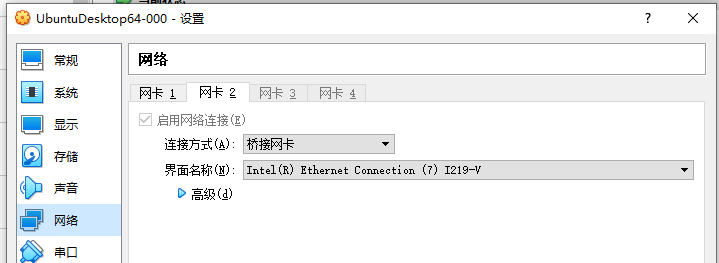 UbuntuDesktop64-000 - 设置
常规
系统
显示
存储
声音
网络
串口
网络
网卡 1 网卡 2 网卡 3 网卡 4
启用网络连接(E)
连接方式(A): 桥接网卡
界面名称(N): Intel(R) Ethernet Connection (7) I219-V
高级(d)